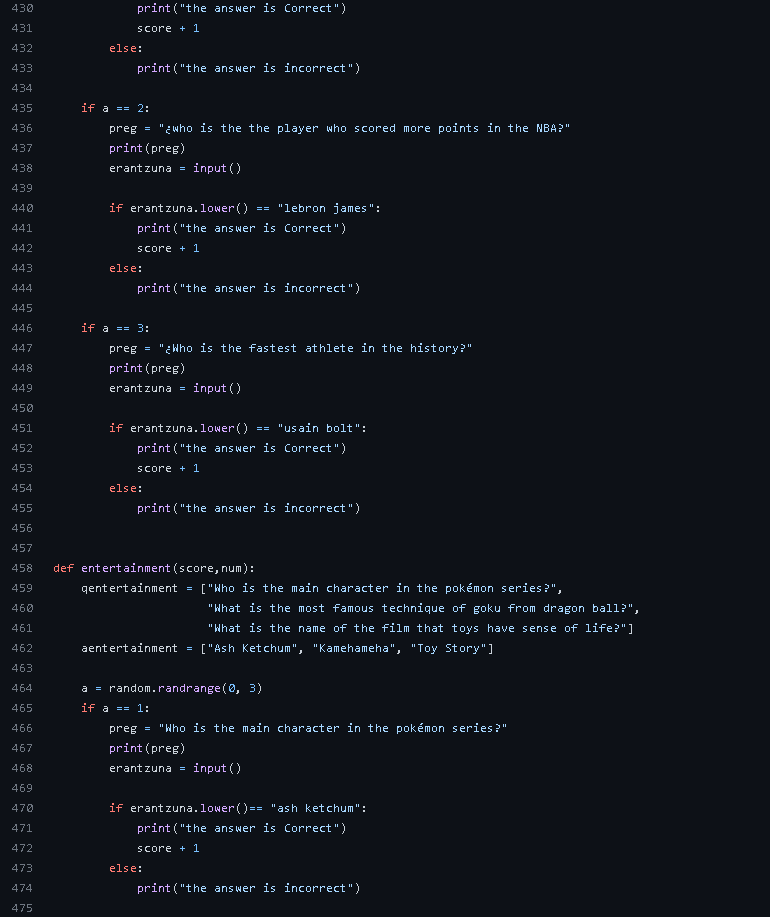 430 print("the answer is Correct")
431 score + 1
432 else:
433 print("the answer is incorrect")
434
435 if a == 2:
436 preg = "¿who is the the player who scored more points in the NBA?"
437 print(preg)
438 erantzuna = input()
439
440 if erantzuna.lower() == "lebron james":
441 print("the answer is Correct")
442 score + 1
443 else:
444 print("the answer is incorrect")
445
446 if a == 3:
447 preg = "¿Who is the fastest athlete in the history?"
448 print(preg)
449 erantzuna = input()
450
451 if erantzuna.lower() == "usain bolt":
452 print("the answer is Correct")
453 score + 1
454 else:
455 print("the answer is incorrect")
456
457
458 def entertainment(score,num):
459 qentertainment = ["Who is the main character in the pokémon series?",
460 "What is the most famous technique of goku from dragon ball?",
461 "What is the name of the film that toys have sense of life?"]
462 aentertainment = ["Ash Ketchum", "Kamehameha", "Toy Story"]
463
464 a = random.randrange(0, 3)
465 if a == 1:
466 preg = "Who is the main character in the pokémon series?"
467 print(preg)
468 erantzuna = input()
469
470 if erantzuna.lower()== "ash ketchum":
471 print("the answer is Correct")
472 score + 1
473 else:
474 print("the answer is incorrect")
475